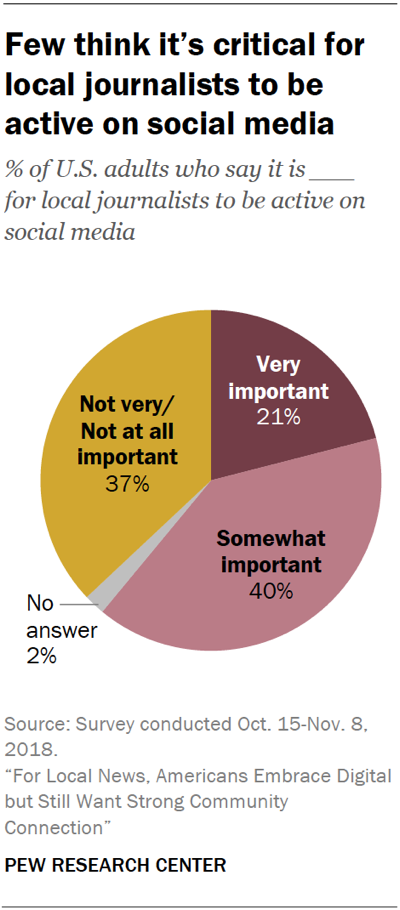 Few think it’s critical for
local journalists to be
active on social media
% of U.S. adults who say it is ___
for local journalists to be active on
social media
Very
important
21%
Not very/
Not at all
important
37%
Somewhat
important
40%
No
answer
2%
Source: Survey conducted Oct. 15-Nov. 8,
2018.
“For Local News, Americans Embrace Digital
but Still Want Strong Community
Connection”
PEW RESEARCH CENTER